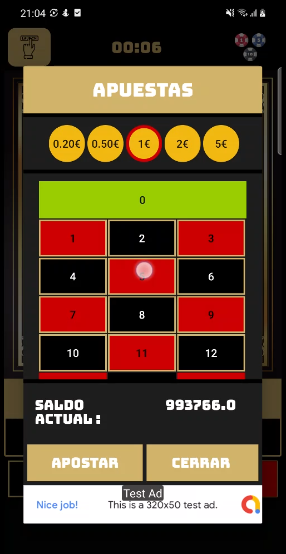 21:04
00:06
APUESTAS
0.20€ 0.50€ 1€ 2€ 5€
0
1 2 3
4 6
7 8 9
10 11 12
SALDO ACTUAL: 993766.0
APOSTAR CERRAR
Test Ad
Nice job! This is a 320x50 test ad.